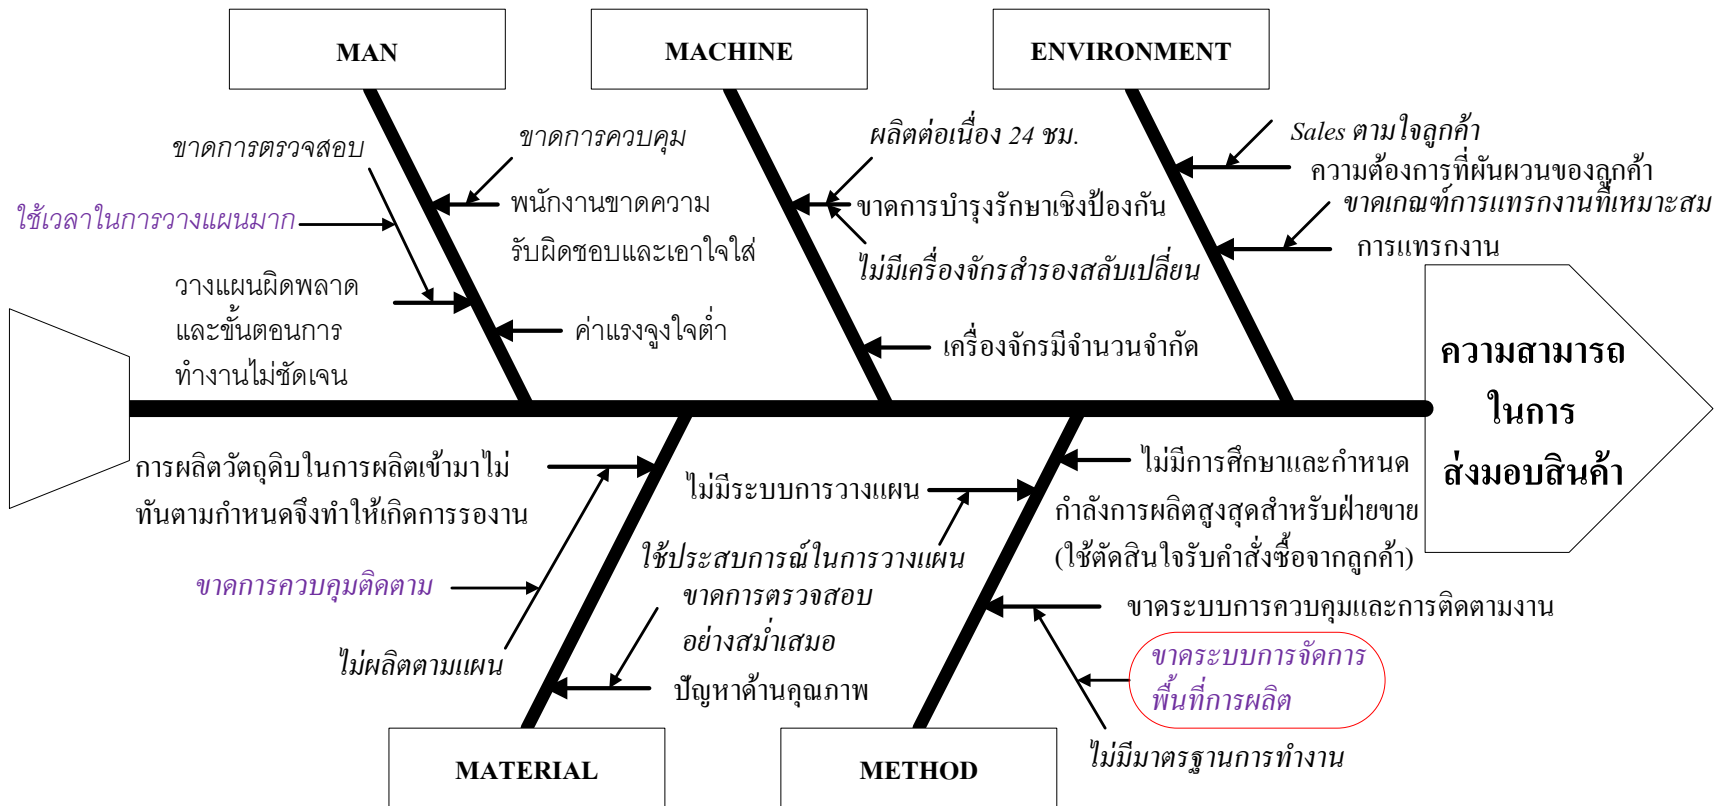 MAN
MACHINE
ENVIRONMENT
ขาดการตรวจสอบ
ขาดการควบคุม
ใช้เวลาในการวางแผนมาก
พนักงานขาดความ
รับผิดชอบและเอาใจใส่
วางแผนผิดพลาด
และขั้นตอนการ
ทำงานไม่ชัดเจน
ค่าแรงจูงใจต่ำ
ผลิตต่อเนื่อง 24 ชม.
ขาดการบำรุงรักษาเชิงป้องกัน
ไม่มีเครื่องจักรสำรองสลับเปลี่ยน
เครื่องจักรมีจำนวนจำกัด
Sales ตามใจลูกค้า
ความต้องการที่ผันผวนของลูกค้า
ขาดเกณฑ์การแทรกงานที่เหมาะสม
การแทรกงาน
ความสามารถ
ในการ
ส่งมอบสินค้า
การผลิตวัตถุดิบในการผลิตเข้ามาไม่
ทันตามกำหนดจึงทำให้เกิดการรองาน
ขาดการควบคุมติดตาม
ไม่ผลิตตามแผน
ขาดการตรวจสอบ
อย่างสม่ำเสมอ
ปัญหาด้านคุณภาพ
ไม่มีระบบการวางแผน
ใช้ประสบการณ์ในการวางแผน
ไม่มีการศึกษาและกำหนด
กำลังการผลิตสูงสุดสำหรับฝ่ายขาย
(ใช้ตัดสินใจรับคำสั่งซื้อจากลูกค้า)
ขาดระบบการควบคุมและการติดตามงาน
ขาดระบบการจัดการ
พื้นที่การผลิต
ไม่มีมาตรฐานการทำงาน
MATERIAL
METHOD